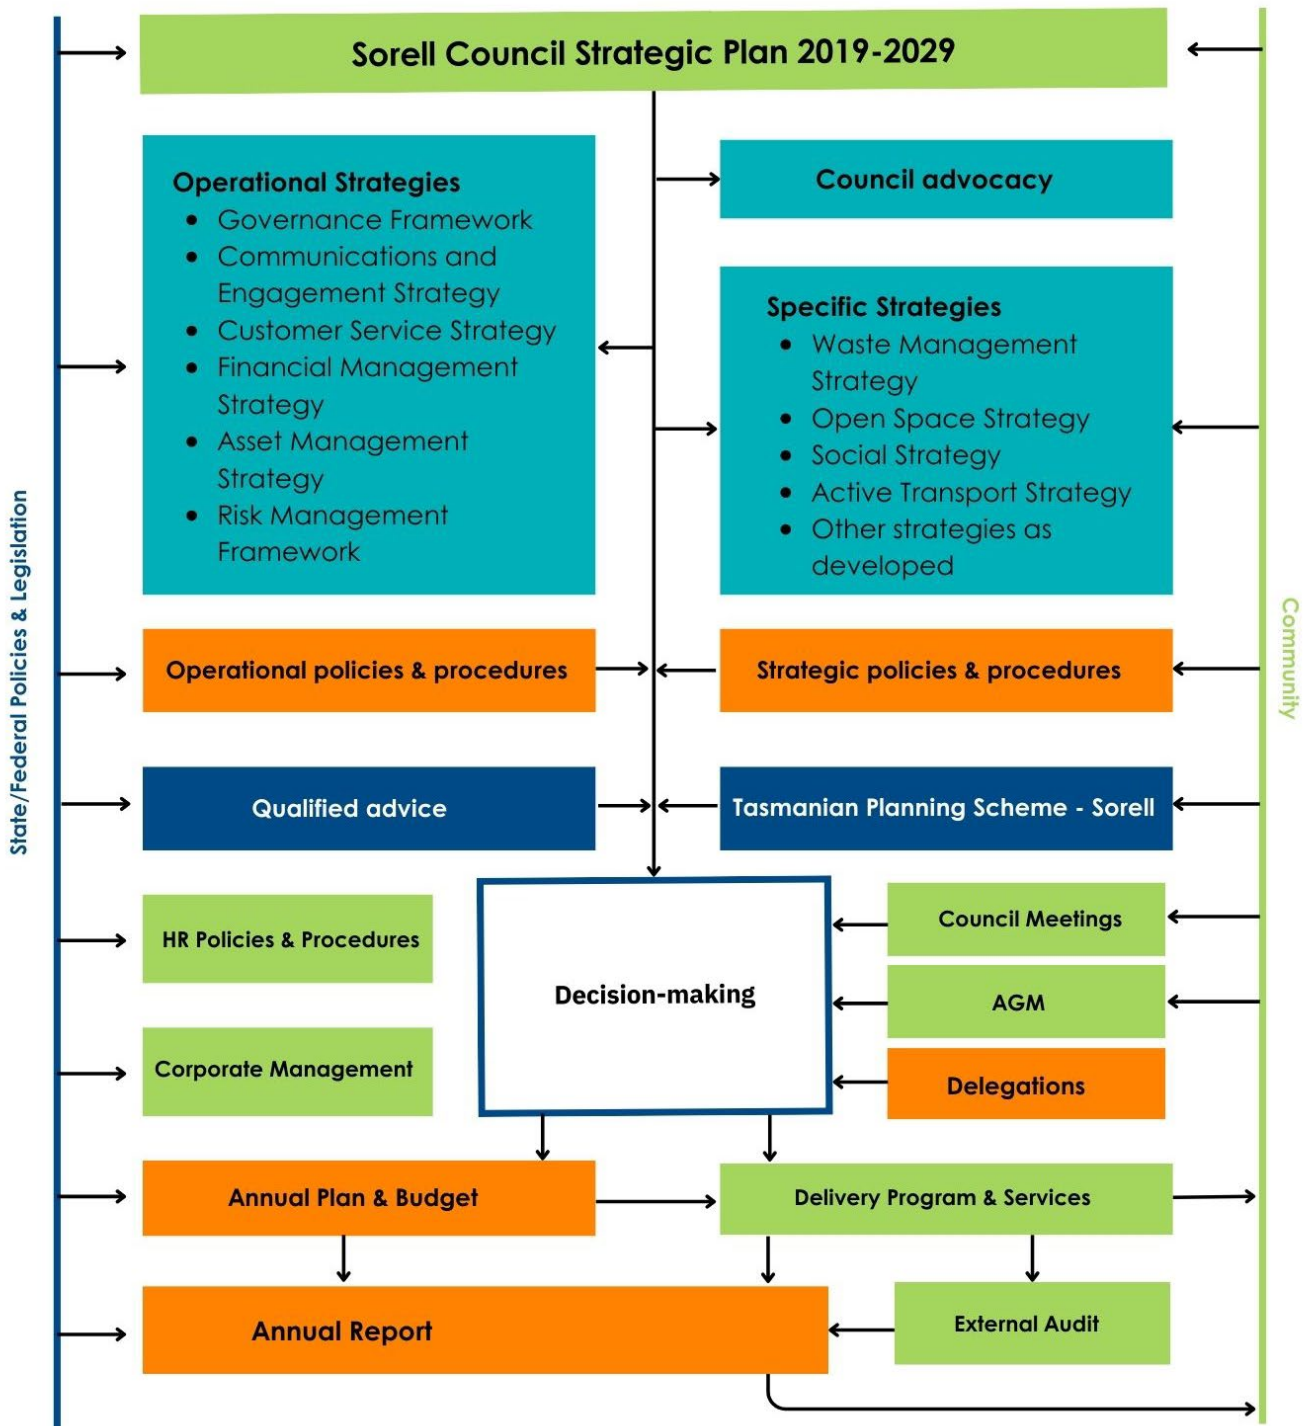 Sorell Council Strategic Plan 2019-2029
Operational Strategies
• Governance Framework
• Communications and
Engagement Strategy
• Customer Service Strategy
• Financial Management
Strategy
• Asset Management
Strategy
• Risk Management
Framework
Council advocacy
Specific Strategies
• Waste Management
Strategy
• Open Space Strategy
• Social Strategy
• Active Transport Strategy
• Other strategies as
developed
State/Federal Policies & Legislation
Community
Operational policies & procedures
Strategic policies & procedures
Qualified advice
Tasmanian Planning Scheme - Sorell
HR Policies & Procedures
Corporate Management
Decision-making
Council Meetings
AGM
Delegations
Annual Plan & Budget
Delivery Program & Services
Annual Report
External Audit